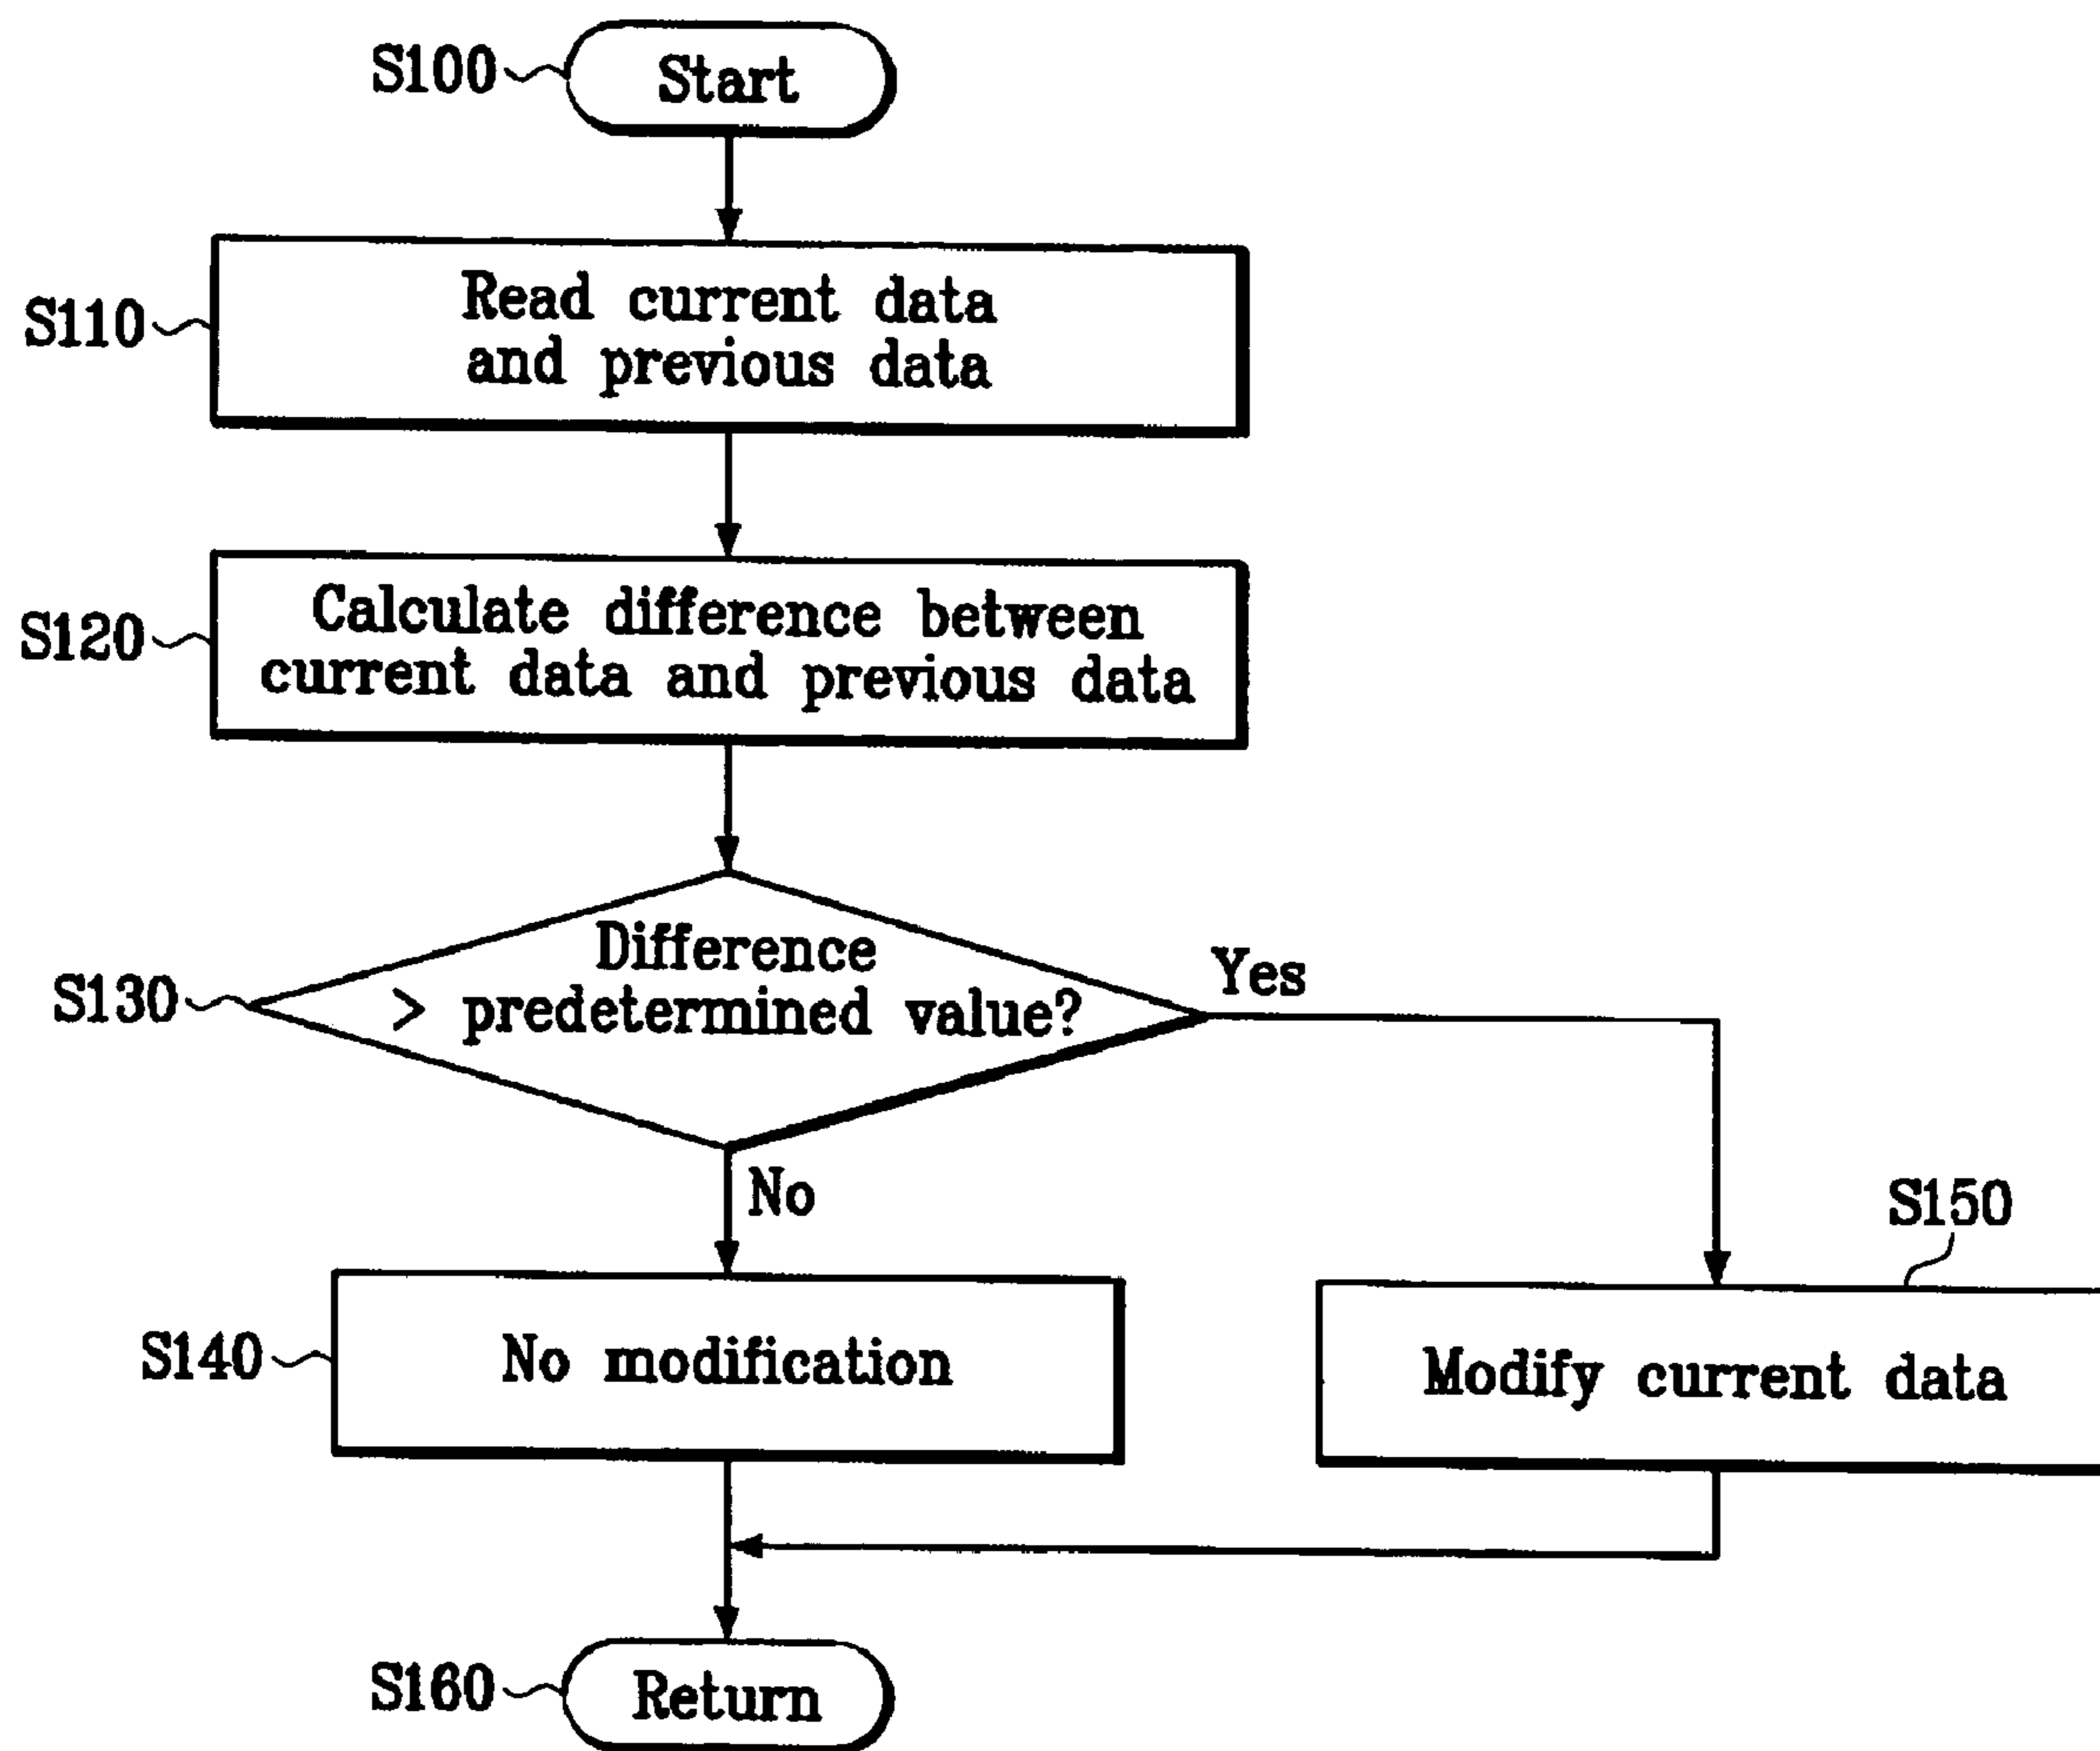 S100
Start
S110
Read current data
and previous data
S120
Calculate difference between
current data and previous data
S130
Difference
> predetermined value?
Yes
No
S150
S140
No modification
Modify current data
S160
Return